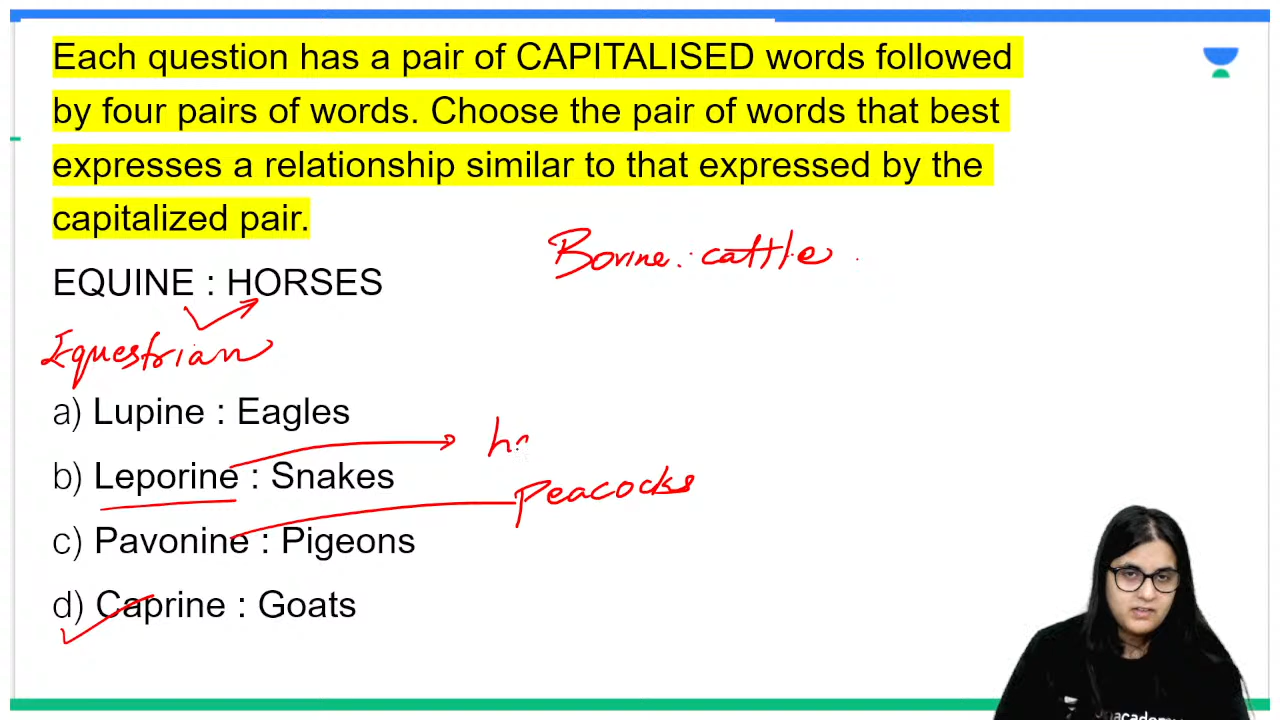 Each question has a pair of CAPITALISED words followed
by four pairs of words. Choose the pair of words that best
expresses a relationship similar to that expressed by the
capitalized pair.
Bovine : cattle
EQUINE : HORSES
Equestrian
a) Lupine : Eagles
b) Leporine : Snakes
peacocks
c) Pavonine : Pigeons
d) Caprine : Goats